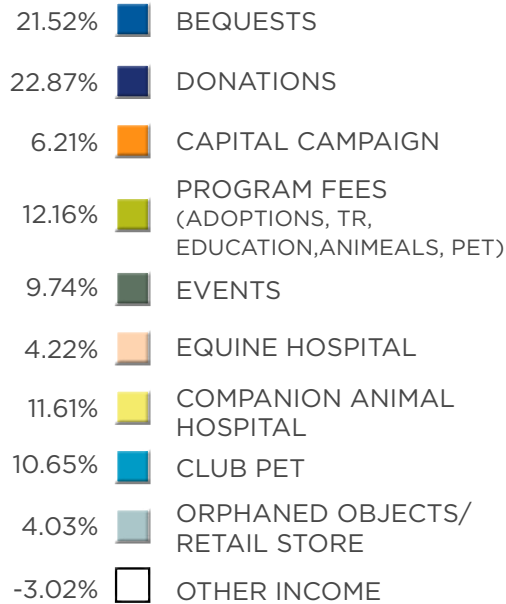 21.52% BEQUESTS
22.87% DONATIONS
6.21% CAPITAL CAMPAIGN
12.16% PROGRAM FEES
(ADOPTIONS, TR,
EDUCATION,ANIMEALS, PET)
9.74% EVENTS
4.22% EQUINE HOSPITAL
11.61% COMPANION ANIMAL
HOSPITAL
10.65% CLUB PET
4.03% ORPHANED OBJECTS/
RETAIL STORE
-3.02% OTHER INCOME